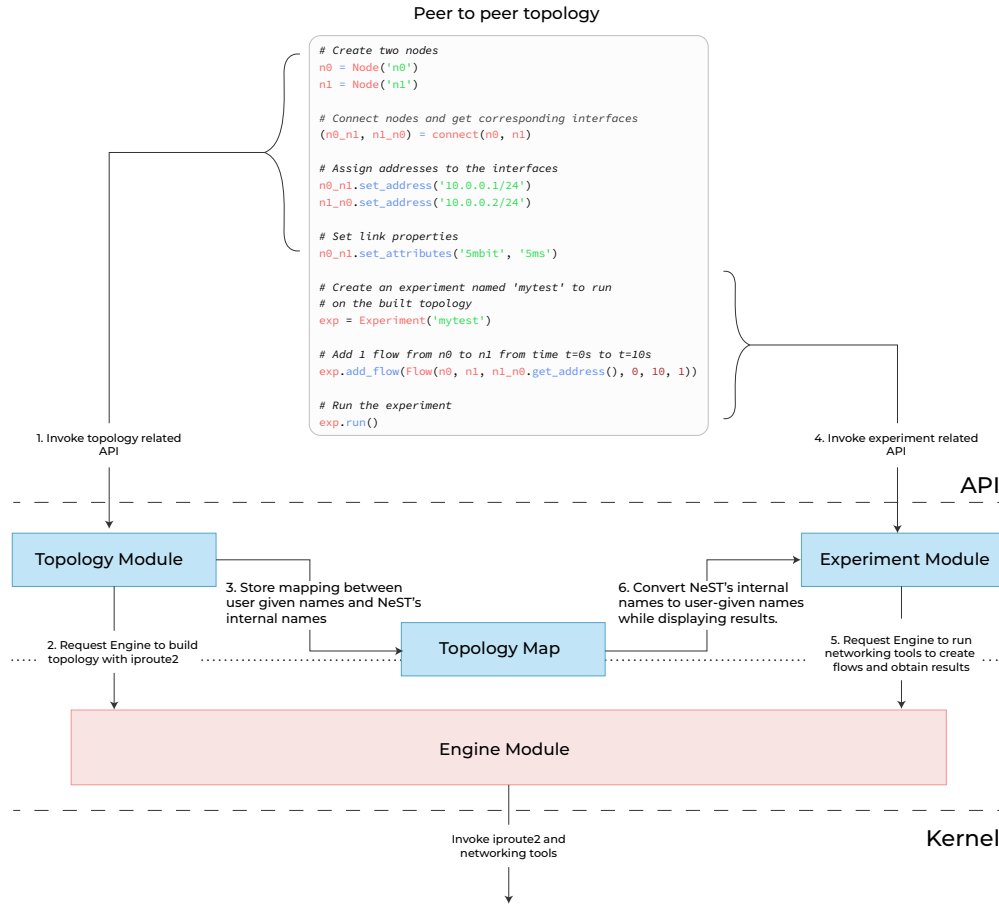 Peer to peer topology
# Create two nodes
n0 = Node('n0')
n1 = Node('n1')
# Connect nodes and get corresponding interfaces
(n0_n1, n1_n0) = connect(n0, n1)
# Assign addresses to the interfaces
n0_n1.set_address('10.0.0.1/24')
n1_n0.set_address('10.0.0.2/24')
# Set link properties
n0_n1.set_attributes('5mbit', '5ms')
# Create an experiment named 'mytest' to run
# on the built topology
exp = Experiment('mytest')
# Add 1 flow from n0 to n1 from time t=0s to t=10s
exp.add_flow(Flow(n0, n1, n1_n0.get_address(), 0, 10, 1))
# Run the experiment
exp.run()
1. Invoke topology related
API
4. Invoke experiment related
API
API
Topology Module
Experiment Module
3. Store mapping between
user given names and NeST's
internal names
6. Convert NeST's internal
names to user-given names
while displaying results.
2. Request Engine to build
topology with iproute2
Topology Map
5. Request Engine to run
networking tools to create
flows and obtain results
Engine Module
Kernel
Invoke iproute2 and
networking tools